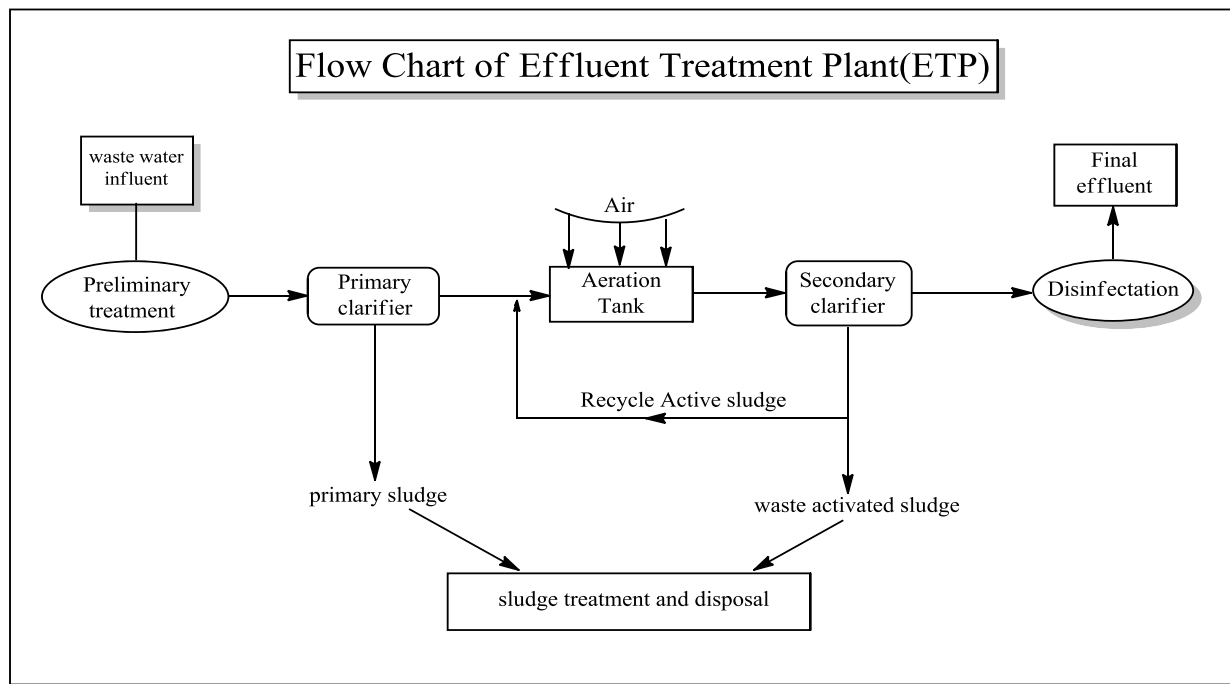 Flow Chart of Effluent Treatment Plant(ETP)
waste water
influent
Final
effluent
Air
Preliminary
treatment
Primary
clarifier
Aeration
Tank
Secondary
clarifier
Disinfectation
Recycle Active sludge
primary sludge
waste activated sludge
sludge treatment and disposal